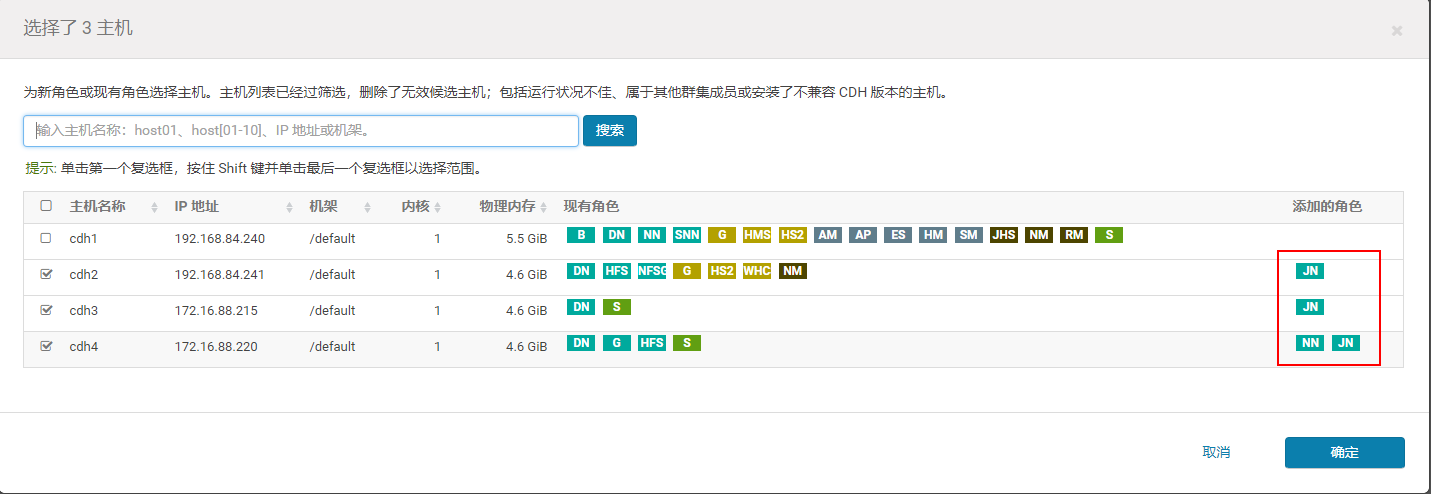 选择了 3 主机
×
为新角色或现有角色选择主机。主机列表已经过筛选，删除了无效候选主机；包括运行状况不佳、属于其他群集成员或安装了不兼容 CDH 版本的主机。
输入主机名称：host01、host[01-10]、IP 地址或机架。 搜索
提示: 单击第一个复选框，按住 Shift 键并单击最后一个复选框以选择范围。
主机名称 IP 地址 机架 内核 物理内存 现有角色 添加的角色
cdh1 192.168.84.240 /default 1 5.5 GiB B DN NN SNN G HMS HS2 AM AP ES HM SM JHS NM RM S
cdh2 192.168.84.241 /default 1 4.6 GiB DN HFS NFSG G HS2 WHC NM JN
cdh3 172.16.88.215 /default 1 4.6 GiB DN S JN
cdh4 172.16.88.220 /default 1 4.6 GiB DN G HFS S NN JN
取消 确定